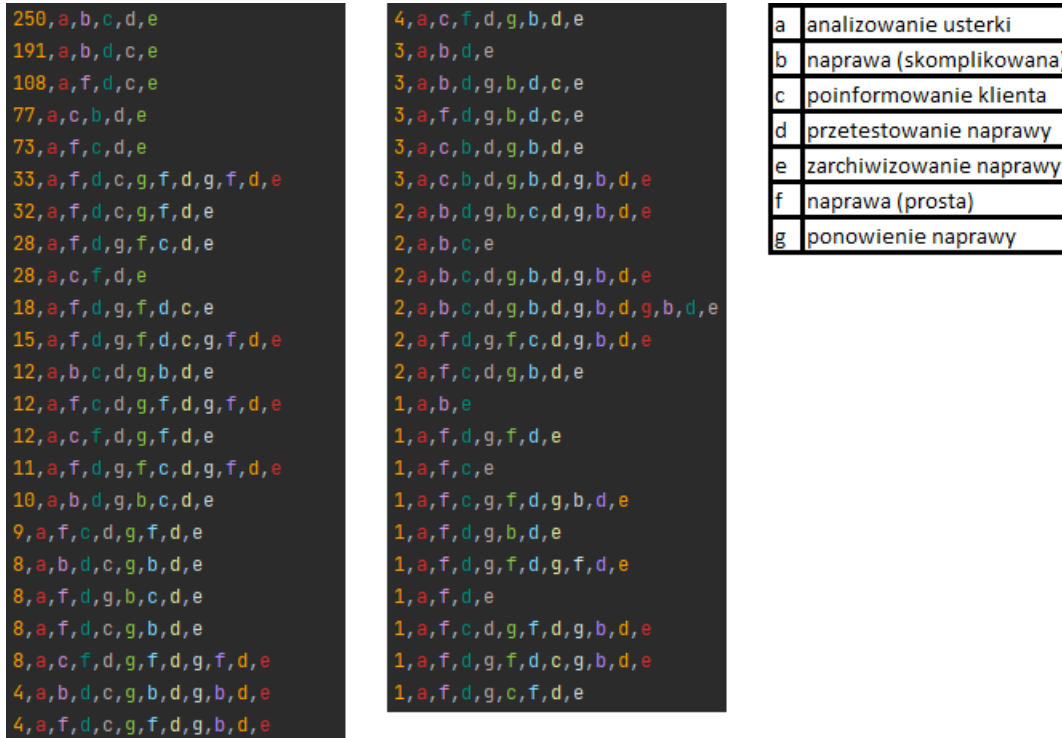 250,a,b,c,d,e
191,a,b,d,c,e
108,a,f,d,c,e
77,a,c,b,d,e
73,a,f,c,d,e
33,a,f,d,c,g,f,d,g,f,d,e
32,a,f,d,c,g,f,d,e
28,a,f,d,g,f,c,d,e
28,a,c,f,d,e
18,a,f,d,g,f,d,c,e
15,a,f,d,g,f,d,c,g,f,d,e
12,a,b,c,d,g,b,d,e
12,a,f,c,d,g,f,d,g,f,d,e
12,a,c,f,d,g,f,d,e
11,a,f,d,g,f,c,d,g,f,d,e
10,a,b,d,g,b,c,d,e
9,a,f,c,d,g,f,d,e
8,a,b,d,c,g,b,d,e
8,a,f,d,g,b,c,d,e
8,a,f,d,c,g,b,d,e
8,a,c,f,d,g,f,d,g,f,d,e
4,a,b,d,c,g,b,d,g,b,d,e
4,a,f,d,c,g,f,d,g,b,d,e
4,a,c,f,d,g,b,d,e
3,a,b,d,e
3,a,b,d,g,b,d,c,e
3,a,f,d,g,b,d,c,e
3,a,c,b,d,g,b,d,e
3,a,c,b,d,g,b,d,g,b,d,e
2,a,b,d,g,b,c,d,g,b,d,e
2,a,b,c,e
2,a,b,c,d,g,b,d,g,b,d,e
2,a,b,c,d,g,b,d,g,b,d,g,b,d,e
2,a,f,d,g,f,c,d,g,b,d,e
2,a,f,c,d,g,b,d,e
1,a,b,e
1,a,f,d,g,f,d,e
1,a,f,c,e
1,a,f,c,g,f,d,g,b,d,e
1,a,f,d,g,b,d,e
1,a,f,d,g,f,d,g,f,d,e
1,a,f,d,e
1,a,f,c,d,g,f,d,g,b,d,e
1,a,f,d,g,f,d,c,g,b,d,e
1,a,f,d,g,c,f,d,e
a analizowanie usterki
b naprawa (skomplikowana)
c poinformowanie klienta
d przetestowanie naprawy
e zarchiwizowanie naprawy
f naprawa (prosta)
g ponowienie naprawy